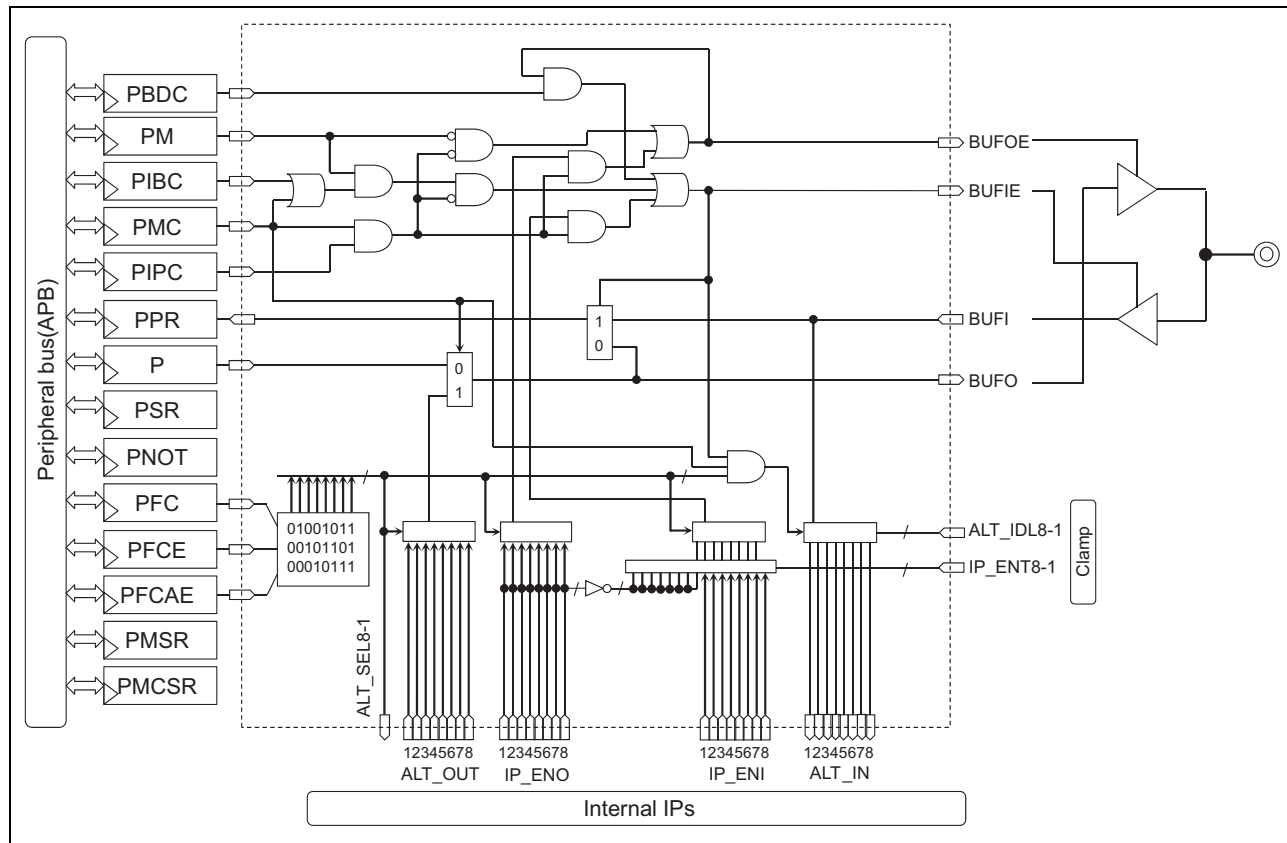 Peripheral bus(APB)
PBDC
PM
PIBC
PMC
PIPC
PPR
P
PSR
PNOT
PFC
PFCE
PFCAE
PMSR
PMCSR
BUFOE
BUFIE
BUFI
BUFO
1
0
0
1
01001011
00101101
00010111
ALT_IDL8-1
IP_ENT8-1
Clamp
ALT_SEL8-1
12345678
ALT_OUT
12345678
IP_ENO
12345678
IP_ENI
12345678
ALT_IN
Internal IPs